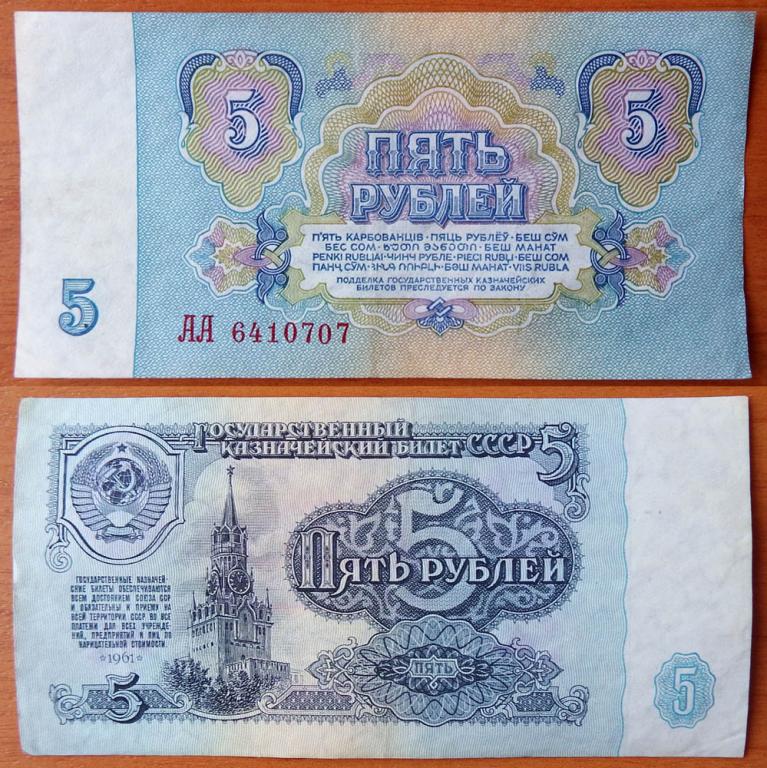 5
5
ПЯТЬ
РУБЛЕЙ
П'ЯТЬ КАРБОВАНЦІВ · ПЯЦЬ РУБЛЁЎ · БЕШ СЎМ
БЕС СОМ · ᲮᲣᲗᲘ ᲛᲐᲜᲔᲗᲘ · БЕШ МАНАТ
PENKI RUBLIAI · ЧИНЧ РУБЛЕ · PIECI RUBĻI · БЕШ СОМ
ПАНҶ СӮМ · ՀԻՆԳ ՌՈՒԲԼԻ · БӘШ МАНАТ · VIIS RUBLA
ПОДДЕЛКА ГОСУДАРСТВЕННЫХ КАЗНАЧЕЙСКИХ
БИЛЕТОВ ПРЕСЛЕДУЕТСЯ ПО ЗАКОНУ
5
АА 6410707
ГОСУДАРСТВЕННЫЙ
КАЗНАЧЕЙСКИЙ БИЛЕТ СССР
5
5
ПЯТЬ РУБЛЕЙ
ГОСУДАРСТВЕННЫЕ КАЗНАЧЕЙ-
СКИЕ БИЛЕТЫ ОБЕСПЕЧИВАЮТСЯ
ВСЕМ ДОСТОЯНИЕМ СОЮЗА ССР
И ОБЯЗАТЕЛЬНЫ К ПРИЕМУ НА
ВСЕЙ ТЕРРИТОРИИ СССР ВО ВСЕ
ПЛАТЕЖИ ДЛЯ ВСЕХ УЧРЕЖДЕ-
НИЙ, ПРЕДПРИЯТИЙ И ЛИЦ ПО
НАРИЦАТЕЛЬНОЙ СТОИМОСТИ.
1961
ПЯТЬ
5
5